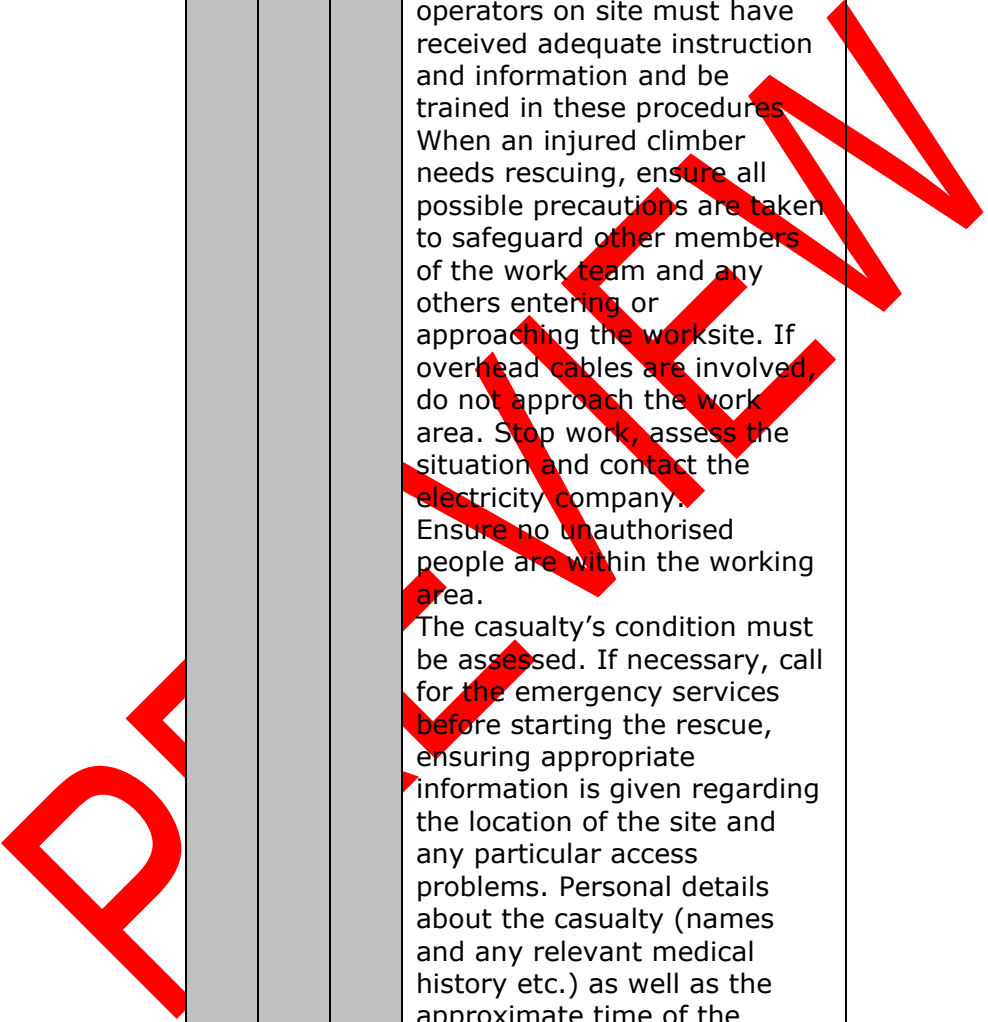 operators on site must have
received adequate instruction
and information and be
trained in these procedures
When an injured climber
needs rescuing, ensure all
possible precautions are taken
to safeguard other members
of the work team and any
others entering or
approaching the worksite. If
overhead cables are involved,
do not approach the work
area. Stop work, assess the
situation and contact the
electricity company.
Ensure no unauthorised
people are within the working
area.
The casualty’s condition must
be assessed. If necessary, call
for the emergency services
before starting the rescue,
ensuring appropriate
information is given regarding
the location of the site and
any particular access
problems. Personal details
about the casualty (names
and any relevant medical
history etc.) as well as the
approximate time of the
PREVIEW